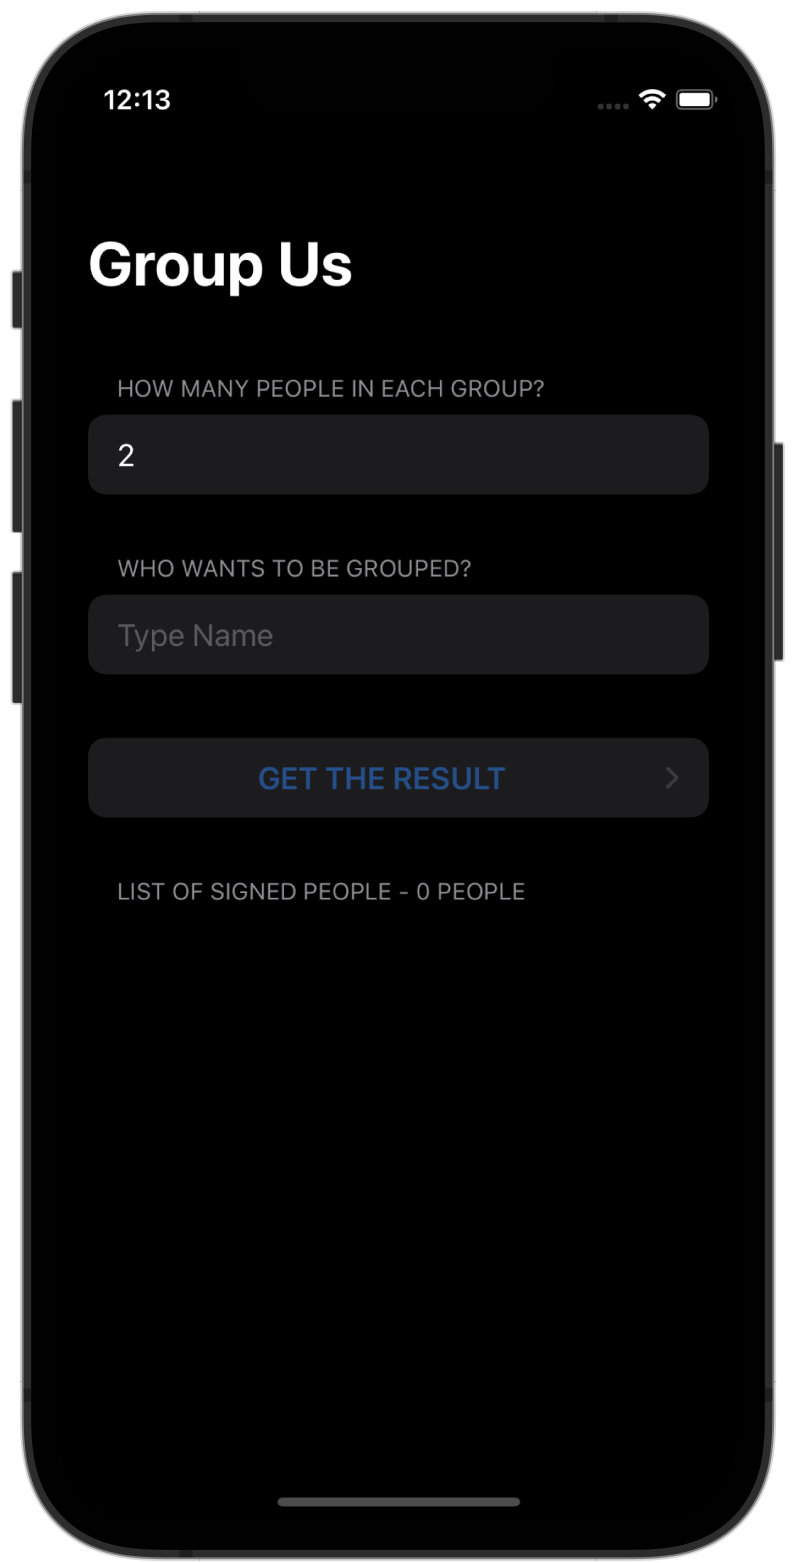 12:13
Group Us
HOW MANY PEOPLE IN EACH GROUP?
2
WHO WANTS TO BE GROUPED?
Type Name
GET THE RESULT
LIST OF SIGNED PEOPLE - 0 PEOPLE